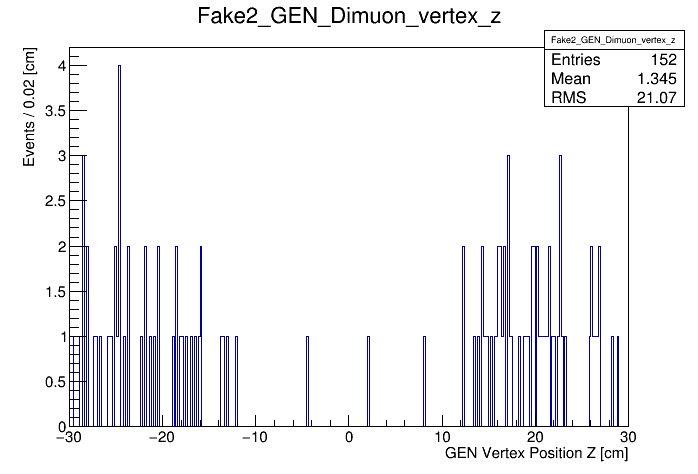 Fake2_GEN_Dimuon_vertex_z
Fake2_GEN_Dimuon_vertex_z
Entries 152
Mean 1.345
RMS 21.07
Events / 0.02 [cm]
4
3.5
3
2.5
2
1.5
1
0.5
0
−30 −20 −10 0 10 20 30
GEN Vertex Position Z [cm]